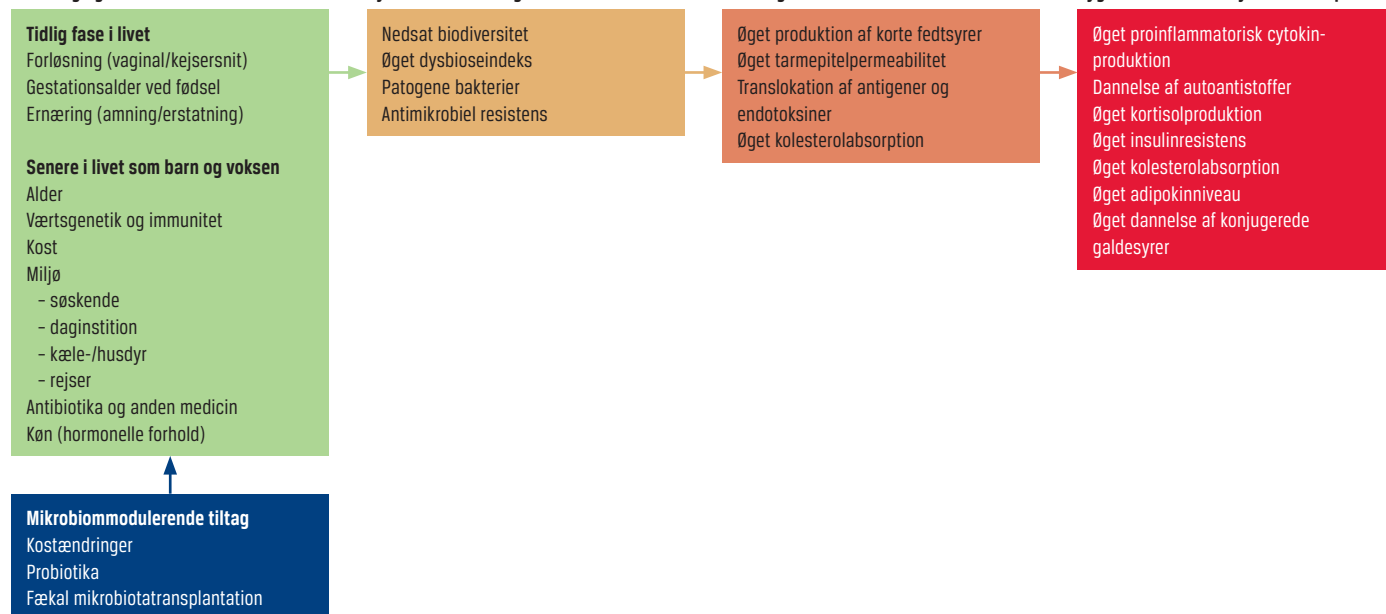 Tidlig fase i livet
Forløsning (vaginal/kejsersnit)
Gestationsalder ved fødsel
Ernæring (amning/erstatning)
Senere i livet som barn og voksen
Alder
Værtsgenetik og immunitet
Kost
Miljø
– søskende
– daginstition
– kæle-/husdyr
– rejser
Antibiotika og anden medicin
Køn (hormonelle forhold)
Mikrobiommodulerende tiltag
Kostændringer
Probiotika
Fækal mikrobiotatransplantation
Nedsat biodiversitet
Øget dysbioseindeks
Patogene bakterier
Antimikrobiel resistens
Øget produktion af korte fedtsyrer
Øget tarmepitelpermeabilitet
Translokation af antigener og
endotoksiner
Øget kolesterolabsorption
Øget proinflammatorisk cytokin-
produktion
Dannelse af autoantistoffer
Øget kortisolproduktion
Øget insulinresistens
Øget kolesterolabsorption
Øget adipokinniveau
Øget dannelse af konjugerede
galdesyrer